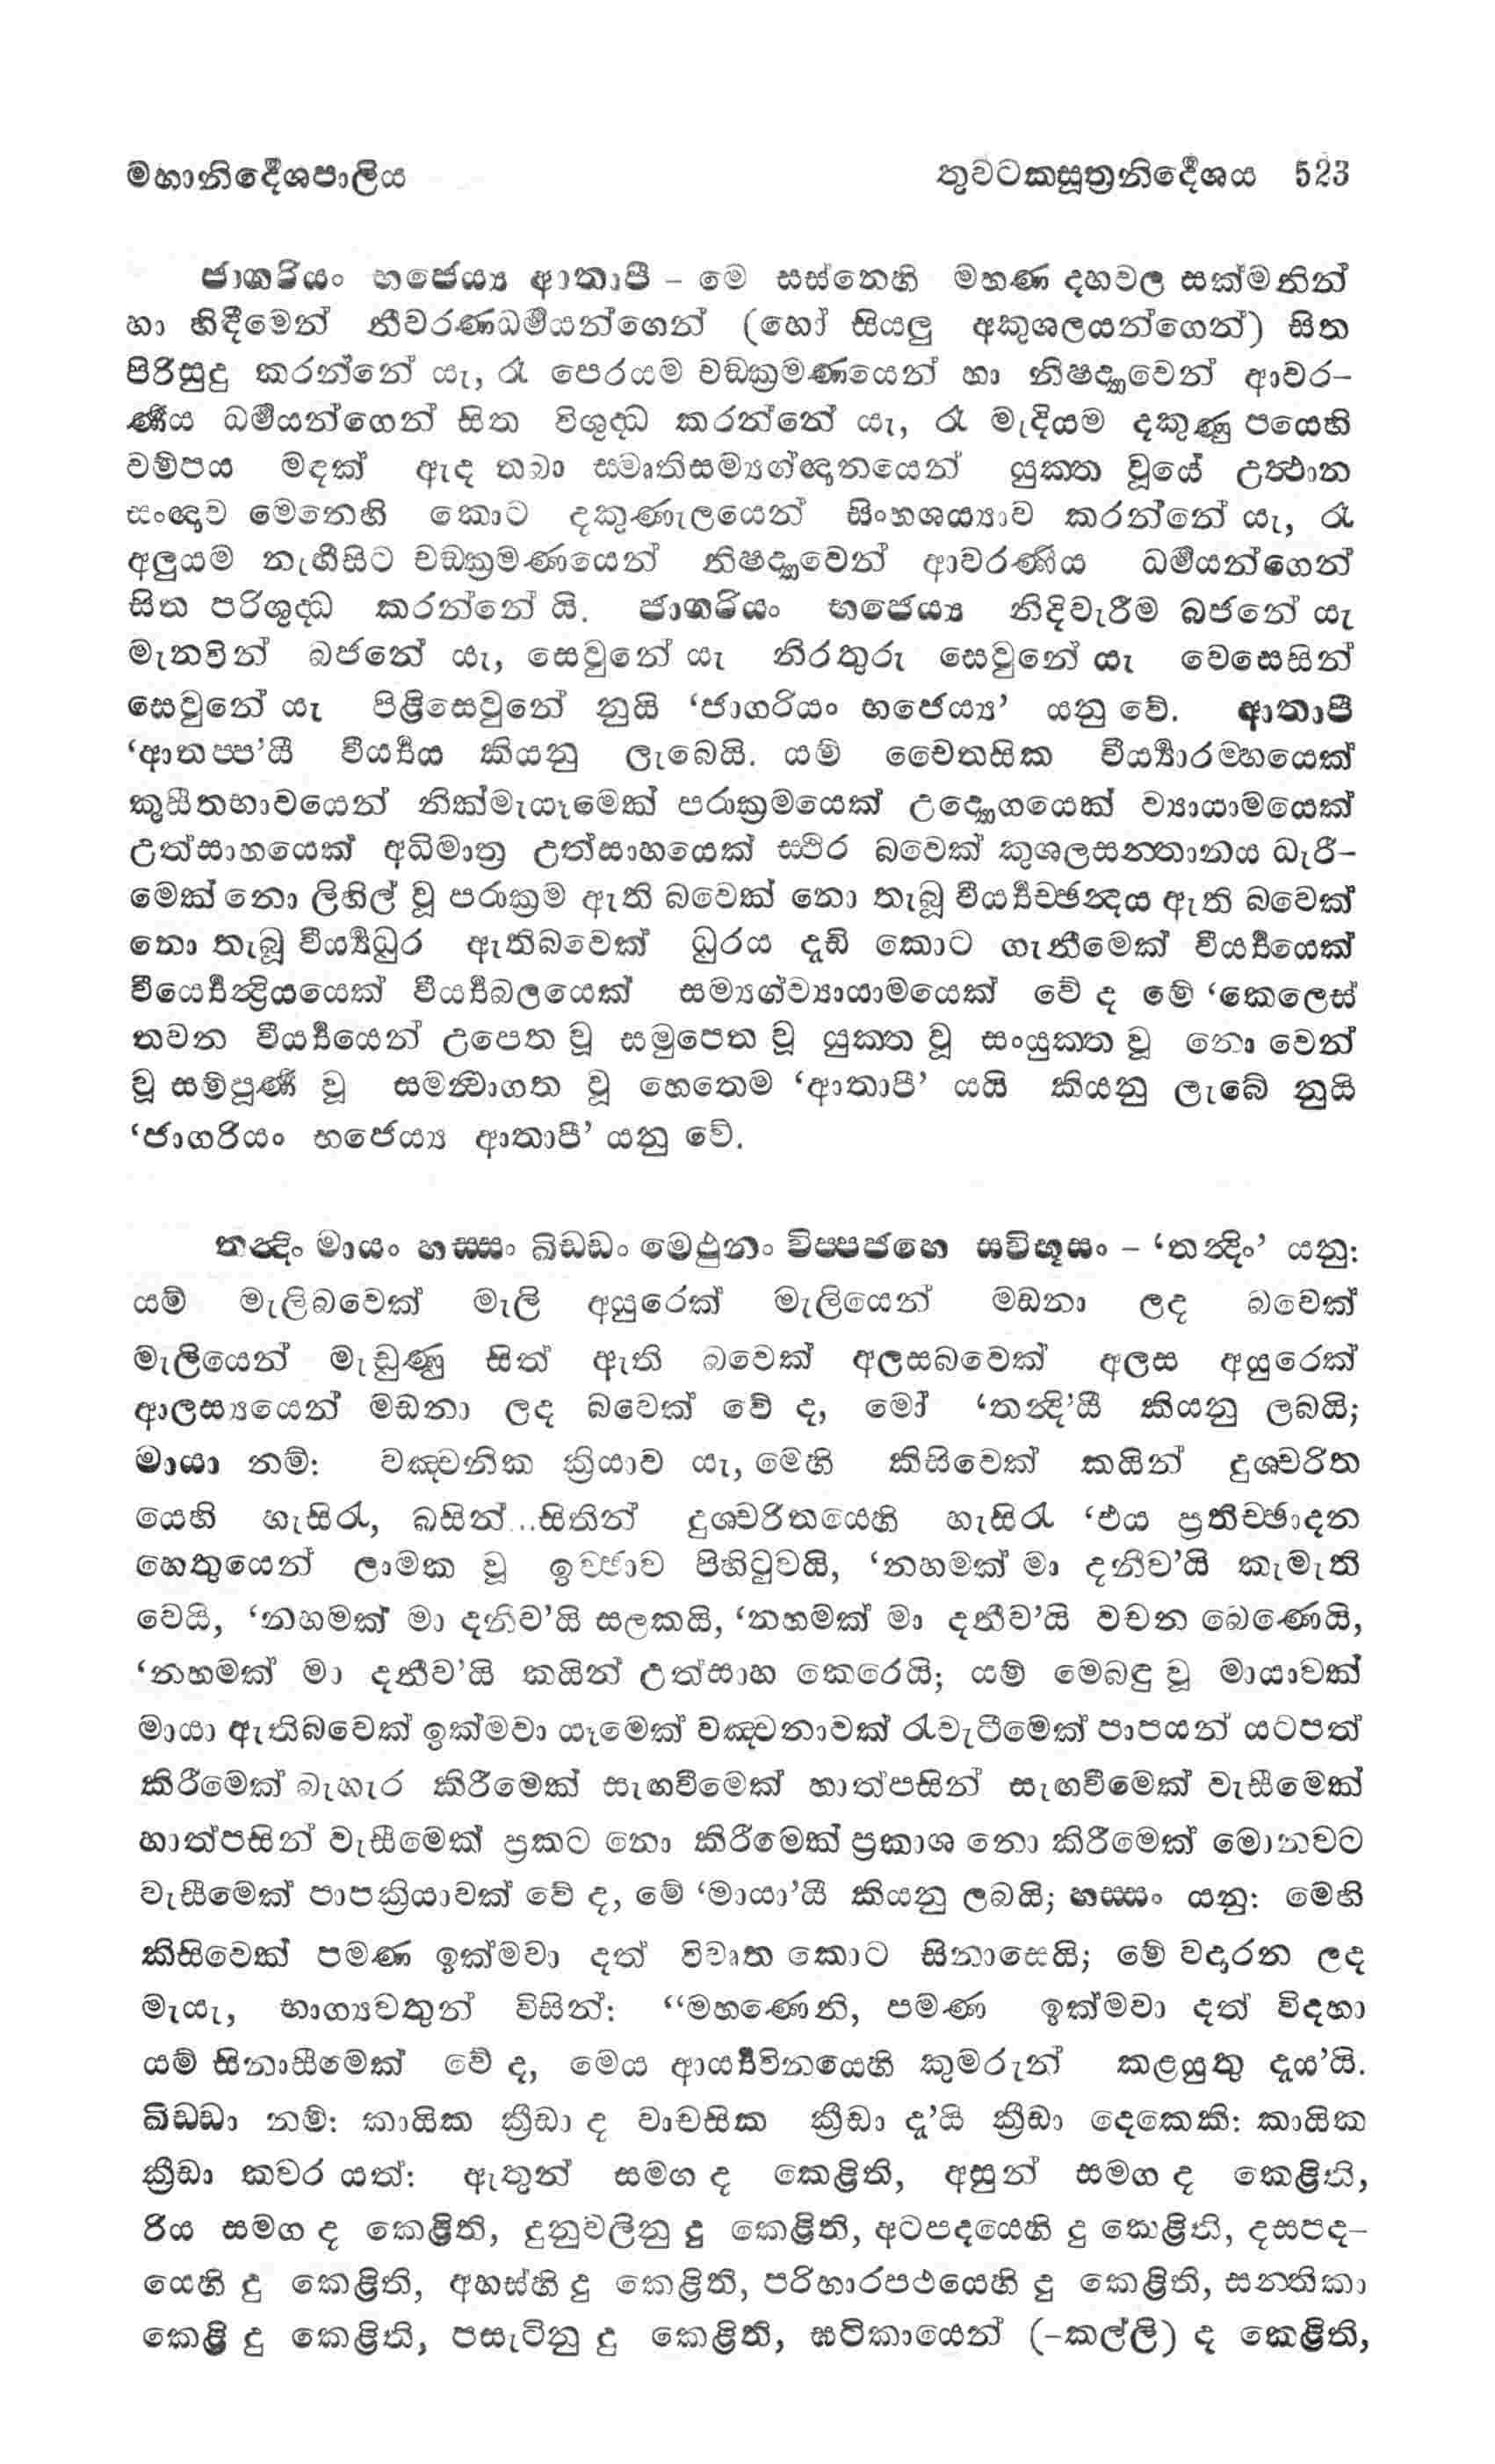 මහානිර්දේශපාලිය තුවටකසූත්‍රනිර්දේශය 523
ජාගරියං භජෙය්‍ය ආතාපී – මෙ සස්නෙහි මහණ දහවල සක්මනින්
හා හිඳීමෙන් නීවරණධර්මයන්ගෙන් (හෝ සියලු අකුශලයන්ගෙන්) සිත
පිරිසුදු කරන්නේ යැ, රෑ පෙරයම චඞ්ක්‍රමණයෙන් හා නිෂද්‍යාවෙන් ආවර–
ණීය ධර්මයන්ගෙන් සිත විශුද්ධ කරන්නේ යැ, රෑ මැදියම දකුණු පයෙහි
වම්පය මඳක් ඇද තබා සමෘතිසම්‍යග්ඥානයෙන් යුක්ත වූයේ උත්ථාන
සංඥාව මෙනෙහි කොට දකුණැලයෙන් සිංහශය්‍යාව කරන්නේ යැ, රෑ
අලුයම නැඟීසිට චඞ්ක්‍රමණයෙන් නිෂද්‍යාවෙන් ආවරණීය ධර්මයන්ගෙන්
සිත පරිශුද්ධ කරන්නේ යි. ජාගරියං භජෙය්‍ය නිදිවැරීම බජනේ යැ
මැනවින් බජනේ යැ, සෙවුනේ යැ නිරතුරු සෙවුනේ යැ වෙසෙසින්
සෙවුනේ යැ පිළිසෙවුනේ නුයි ‘ජාගරියං භජෙය්‍ය’ යනු වේ. ආතාපී
‘ආතප්ප’යී වීර්‍ය්‍යය කියනු ලැබෙයි. යම් චෛතසික වීර්‍ය්‍යාරම්භයෙක්
කුසීතභාවයෙන් නික්මැයෑමෙක් පරාක්‍රමයෙක් උද්‍යොගයෙක් ව්‍යායාමයෙක්
උත්සාහයෙක් අධිමාත්‍ර උත්සාහයෙක් ස්ථිර බවෙක් කුශලසන්තානය ධැරී–
මෙක් නො ලිහිල් වූ පරාක්‍රම ඇති බවෙක් නො හැබූ වීර්‍ය්‍යච්ඡන්දය ඇති බවෙක්
නො හැබූ වීර්‍ය්‍යධුර ඇතිබවෙක් ධුරය දැඩි කොට ගැනීමෙක් වීර්‍ය්‍යයෙක්
වීර්‍ය්‍යෙන්ද්‍රියයෙක් වීර්‍ය්‍යබලයෙක් සම්‍යග්ව්‍යායාමයෙක් වේ ද මේ ‘කෙලෙස්
තවන වීර්‍ය්‍යයෙන් උපෙත වූ සමුපෙත වූ යුක්ත වූ සංයුක්ත වූ නො වෙන්
වූ සම්පූර්ණ වූ සමන්වාගත වූ හෙතෙම ‘ආතාපී’ යයි කියනු ලැබේ නුයි
‘ජාගරියං භජෙය්‍ය ආතාපී’ යනු වේ.
තන්දිං මායං හස්සං ඛිඩ්ඩං මෙථුනං විප්පජහෙ සවිභූසං – ‘තන්දිං’ යනු:
යම් මැලිබවෙක් මැලි අයුරෙක් මැලියෙන් මඩනා ලද බවෙක්
මැලියෙන් මැඩුණු සිත් ඇති බවෙක් අලසබවෙක් අලස අයුරෙක්
ආලස්‍යයෙන් මඩනා ලද බවෙක් වේ ද, මෝ ‘තන්දි’යී කියනු ලබයි;
මායා නම්: වඤ්චනික ක්‍රියාව යැ, මෙහි කිසිවෙක් කයින් දුශ්චරිත
යෙහි හැසිරැ, බසින්...සිතින් දුශ්චරිතයෙහි හැසිරැ ‘එය ප්‍රතිච්ඡාදන
හෙතුයෙන් ලාමක වූ ඉච්ඡාව පිහිටුවයි, ‘නහමක් මා දනීව’යි කැමැති
වෙයි, ‘නහමක් මා දනිව’යි සලකයි, ‘නහමක් මා දනීව’යි වචන බෙණෙයි,
‘නහමක් මා දනීව’යි කයින් උත්සාහ කෙරෙයි; යම් මෙබඳු වූ මායාවක්
මායා ඇතිබවෙක් ඉක්මවා යෑමෙක් වඤ්චනාවක් රැවැටීමෙක් පාපයන් යටපත්
කිරීමෙක් බැහැර කිරීමෙක් සැඟවීමෙක් හාත්පසින් සැඟවීමෙක් වැසීමෙක්
හාත්පසින් වැසීමෙක් ප්‍රකට නො කිරීමෙක් ප්‍රකාශ නො කිරීමෙක් මොනවට
වැසීමෙක් පාපක්‍රියාවක් වේ ද, මේ ‘මායා’යී කියනු ලබයි; හස්සං යනු: මෙහි
කිසිවෙක් පමණ ඉක්මවා දත් විවෘත කොට සිනාසෙයි; මේ වදාරන ලද
මැයැ, භාග්‍යවතුන් විසින්: “මහණෙනි, පමණ ඉක්මවා දත් විදහා
යම් සිනාසීමෙක් වේ ද, මෙය ආර්‍ය්‍යවිනයෙහි කුමරුන් කළයුතු දැය’යි.
ඛිඩ්ඩා නම්: කායික ක්‍රීඩා ද වාචසික ක්‍රීඩා දැ’යි ක්‍රීඩා දෙකෙකි: කායික
ක්‍රීඩා කවර යත්: ඇතුන් සමග ද කෙළිති, අසුන් සමග ද කෙළිති,
රිය සමග ද කෙළිති, දුනුවලිනු දු කෙළිති, අටපදයෙහි දු කෙළිති, දසපද–
යෙහි දු කෙළිති, අහස්හි දු කෙළිති, පරිහාරපථයෙහි දු කෙළිති, සන්තිකා
කෙළි දු කෙළිති, පසැටිනු දු කෙළිති, ඝටිකායෙන් (–කල්ලි) ද කෙළිති,